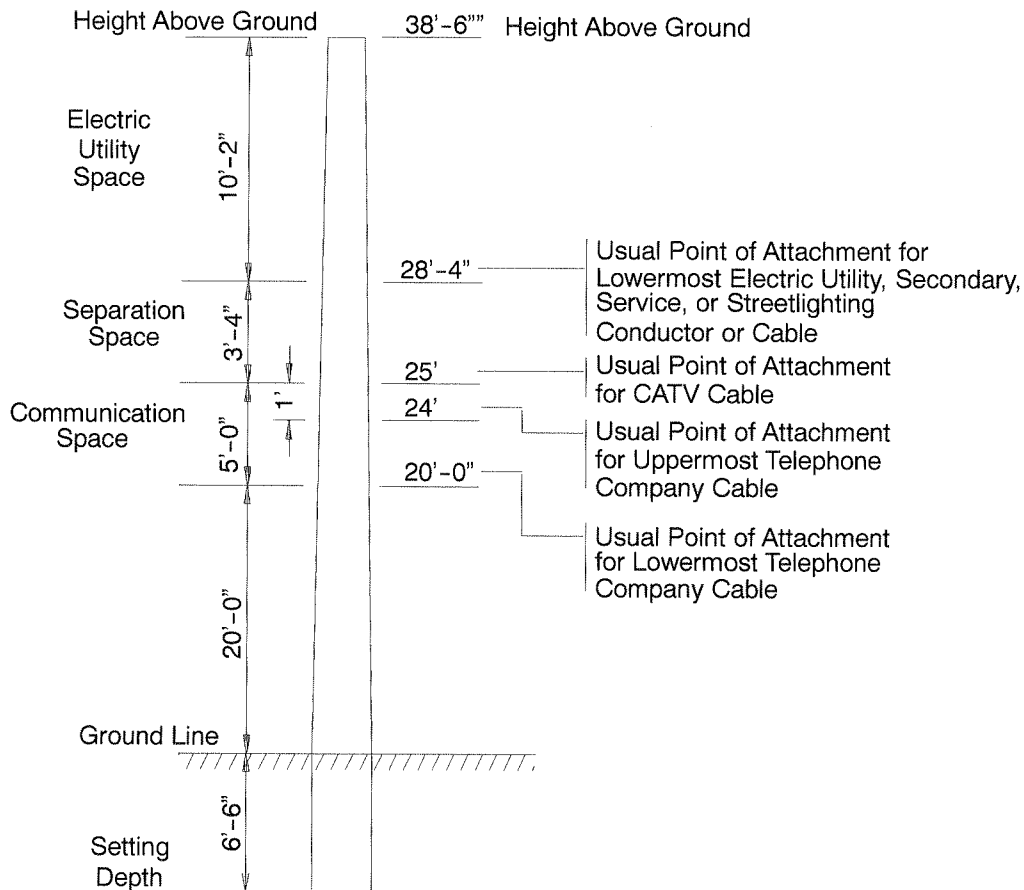 Height Above Ground
38'-6""
Height Above Ground
Electric
Utility
Space
10'-2"
28'-4"
Usual Point of Attachment for
Lowermost Electric Utility, Secondary,
Service, or Streetlighting
Conductor or Cable
Separation
Space
3'-4"
25'
Usual Point of Attachment
for CATV Cable
1'
24'
Communication
Space
5'-0"
Usual Point of Attachment
for Uppermost Telephone
Company Cable
20'-0"
Usual Point of Attachment
for Lowermost Telephone
Company Cable
20'-0"
Ground Line
6'-6"
Setting
Depth